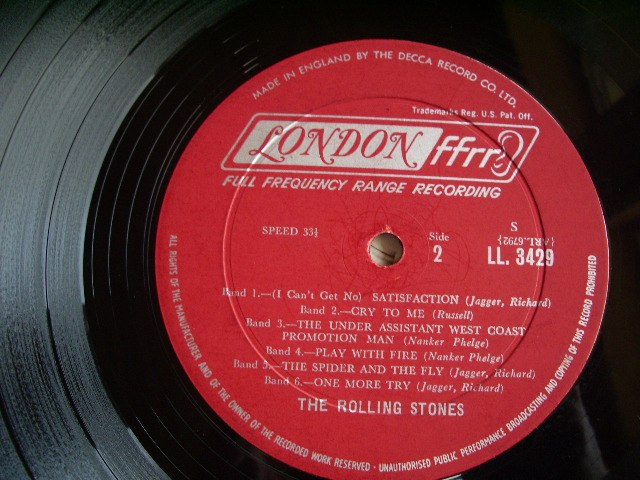 MADE IN ENGLAND BY THE DECCA RECORD CO. LTD.
Trademarks Reg. U.S. Pat. Off.
LONDON ffrr
FULL FREQUENCY RANGE RECORDING
SPEED 33⅓
Side
2
S
(ARL.6792)
LL. 3429
Band 1.—(I Can't Get No) SATISFACTION (Jagger, Richard)
Band 2.—CRY TO ME (Russell)
Band 3.—THE UNDER ASSISTANT WEST COAST
PROMOTION MAN (Nanker Phelge)
Band 4.—PLAY WITH FIRE (Nanker Phelge)
Band 5.—THE SPIDER AND THE FLY (Jagger, Richard)
Band 6.—ONE MORE TRY (Jagger, Richard)
THE ROLLING STONES
ALL RIGHTS OF THE MANUFACTURER AND OF THE OWNER OF THE RECORDED WORK RESERVED · UNAUTHORISED PUBLIC PERFORMANCE BROADCASTING AND COPYING OF THIS RECORD PROHIBITED